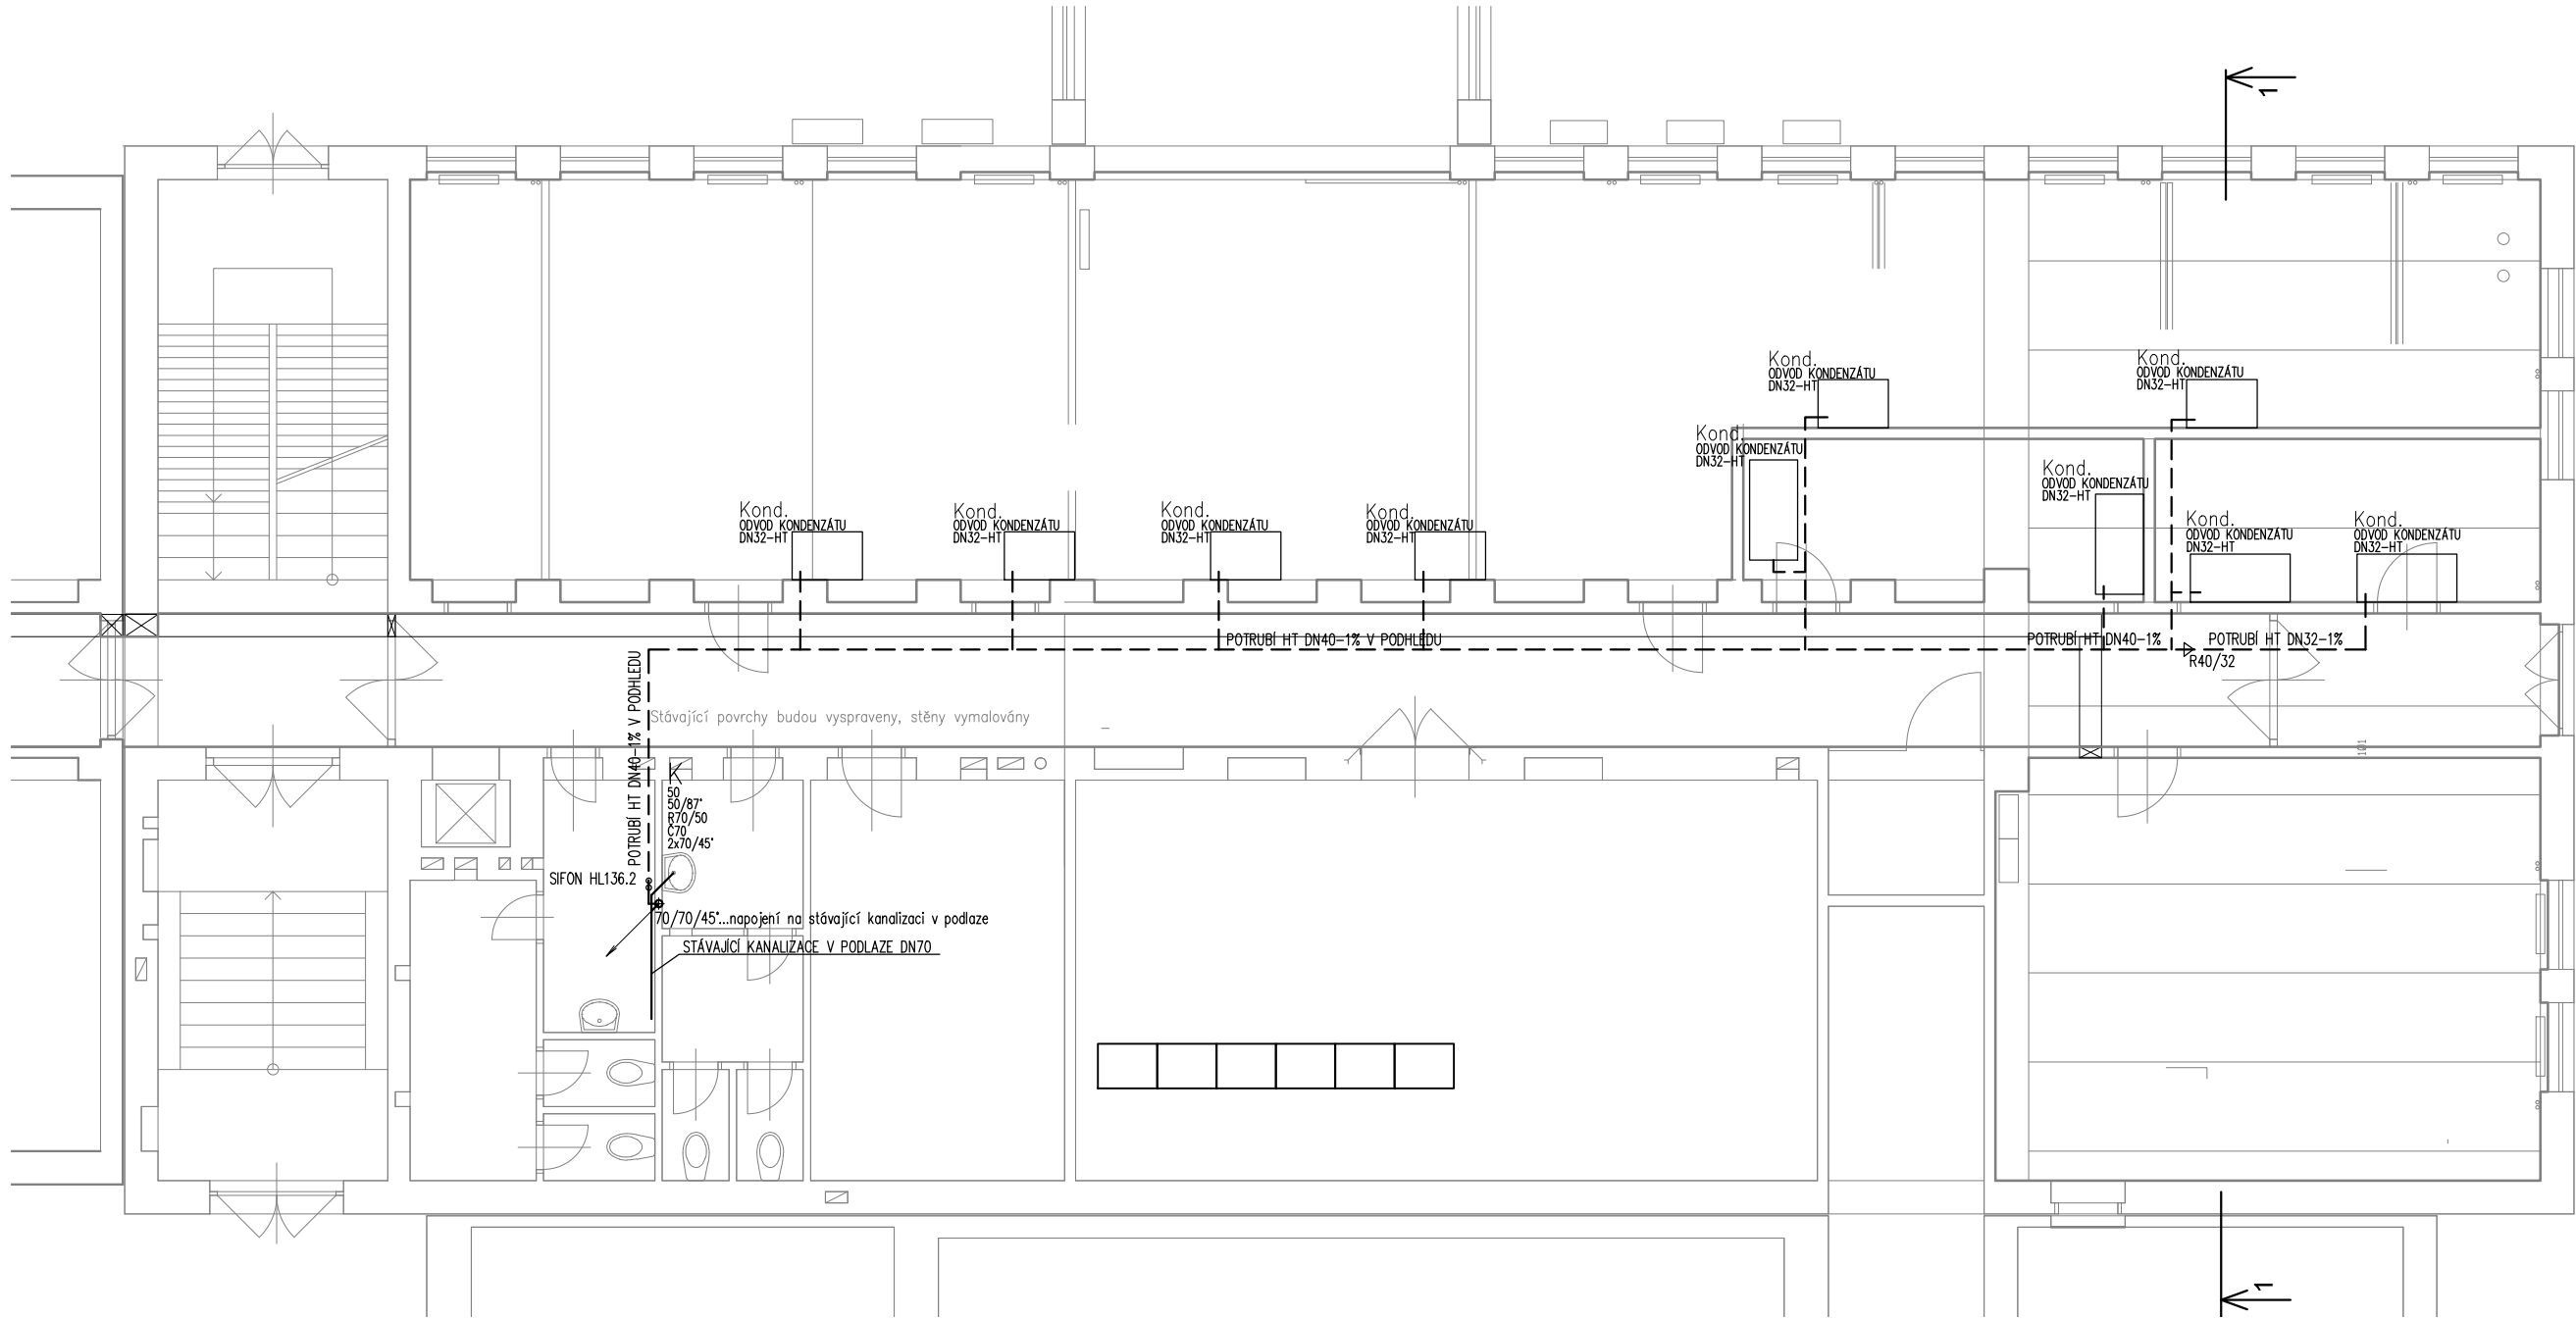 1
Kond.
ODVOD KONDENZÁTU
DN32-HT
Kond.
ODVOD KONDENZÁTU
DN32-HT
Kond.
ODVOD KONDENZÁTU
DN32-HT
Kond.
ODVOD KONDENZÁTU
DN32-HT
Kond.
ODVOD KONDENZÁTU
DN32-HT
Kond.
ODVOD KONDENZÁTU
DN32-HT
Kond.
ODVOD KONDENZÁTU
DN32-HT
Kond.
ODVOD KONDENZÁTU
DN32-HT
Kond.
ODVOD KONDENZÁTU
DN32-HT
Kond.
ODVOD KONDENZÁTU
DN32-HT
POTRUBÍ HT DN40-1% V PODHLEDU
POTRUBÍ HT DN40-1%
POTRUBÍ HT DN32-1%
R40/32
POTRUBÍ HT DN40-1% V PODHLEDU
Stávající povrchy budou vyspraveny, stěny vymalovány
101
K
50
50/87°
R70/50
Č70
2x70/45°
SIFON HL136.2
70/70/45°...napojení na stávající kanalizaci v podlaze
STÁVAJÍCÍ KANALIZACE V PODLAZE DN70
1